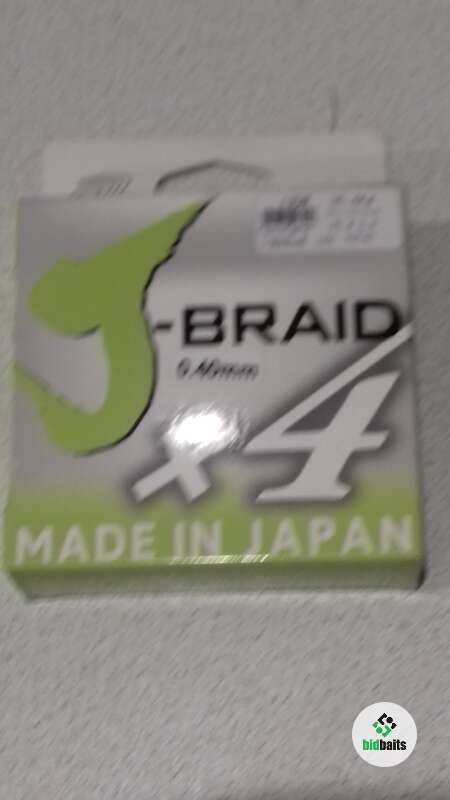 J-BRAID
0.40mm
x4
MADE IN JAPAN
bidbaits